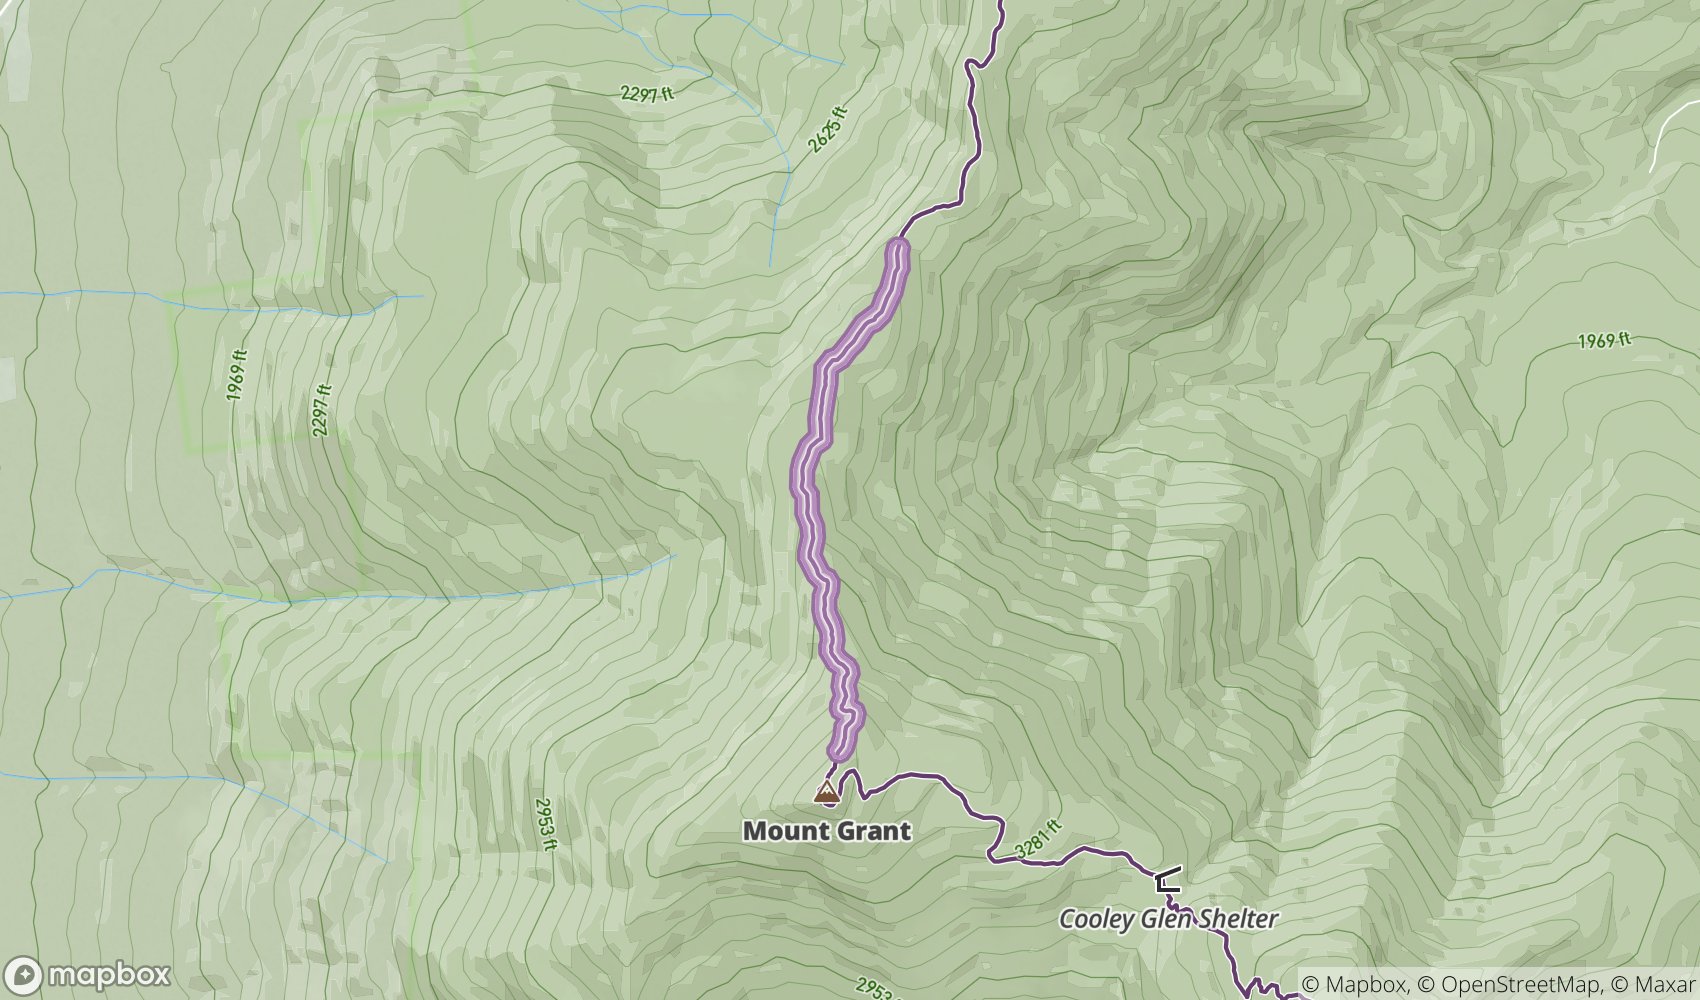 2297 ft
2625 ft
1969 ft
1969 ft
2297 ft
2953 ft
Mount Grant
3281 ft
Cooley Glen Shelter
2953
mapbox
© Mapbox, © OpenStreetMap, © Maxar